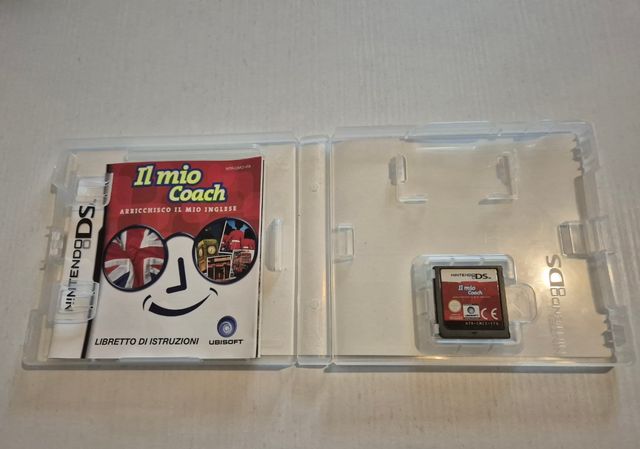 Il mio
Coach
ARRICCHISCO IL MIO INGLESE
NINTENDO DS
LIBRETTO DI ISTRUZIONI
UBISOFT
NINTENDO DS
Il mio
Coach
CE
NINTENDO DS